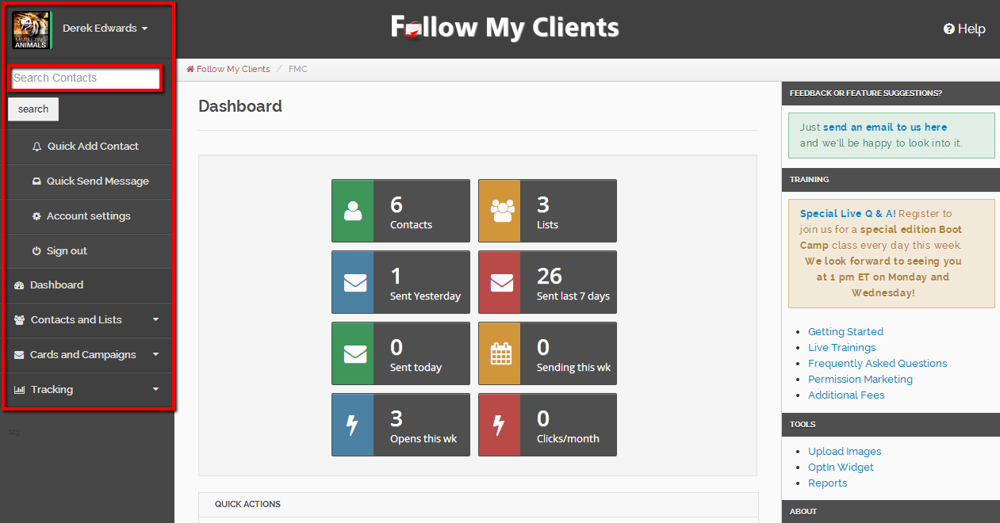 MARKETING
ANIMALS
Derek Edwards
Follow My Clients
Help
Search Contacts
search
Quick Add Contact
Quick Send Message
Account settings
Sign out
Dashboard
Contacts and Lists
Cards and Campaigns
Tracking
123
Follow My Clients / FMC
Dashboard
6
Contacts
3
Lists
1
Sent Yesterday
26
Sent last 7 days
0
Sent today
0
Sending this wk
3
Opens this wk
0
Clicks/month
QUICK ACTIONS
FEEDBACK OR FEATURE SUGGESTIONS?
Just send an email to us here
and we'll be happy to look into it.
TRAINING
Special Live Q & A! Register to
join us for a special edition Boot
Camp class every day this week.
We look forward to seeing you
at 1 pm ET on Monday and
Wednesday!
Getting Started
Live Trainings
Frequently Asked Questions
Permission Marketing
Additional Fees
TOOLS
Upload Images
OptIn Widget
Reports
ABOUT